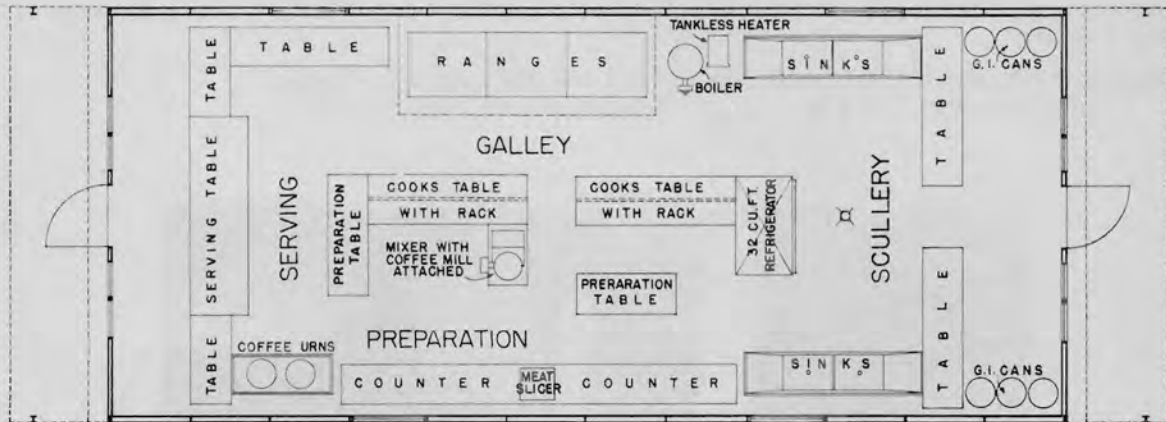 TANKLESS HEATER
TABLE
TABLE
RANGES
BOILER
SINKS
G.I. CANS
TABLE
GALLEY
SERVING TABLE
SERVING
PREPARATION
TABLE
COOKS TABLE
WITH RACK
COOKS TABLE
WITH RACK
32 CU. FT.
REFRIGERATOR
SCULLERY
MIXER WITH
COFFEE MILL
ATTACHED
PRERARATION
TABLE
TABLE
TABLE
COFFEE URNS
PREPARATION
COUNTER
MEAT
SLICER
COUNTER
SINKS
G.I. CANS